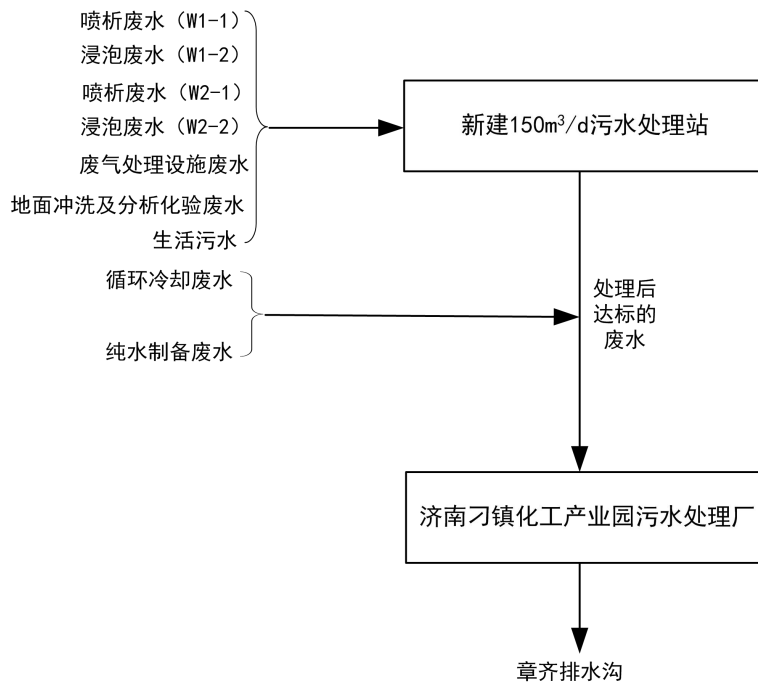 喷析废水（W1-1）
浸泡废水（W1-2）
喷析废水（W2-1）
浸泡废水（W2-2）
废气处理设施废水
地面冲洗及分析化验废水
生活污水
新建150m³/d污水处理站
循环冷却废水
纯水制备废水
处理后
达标的
废水
济南刁镇化工产业园污水处理厂
章齐排水沟